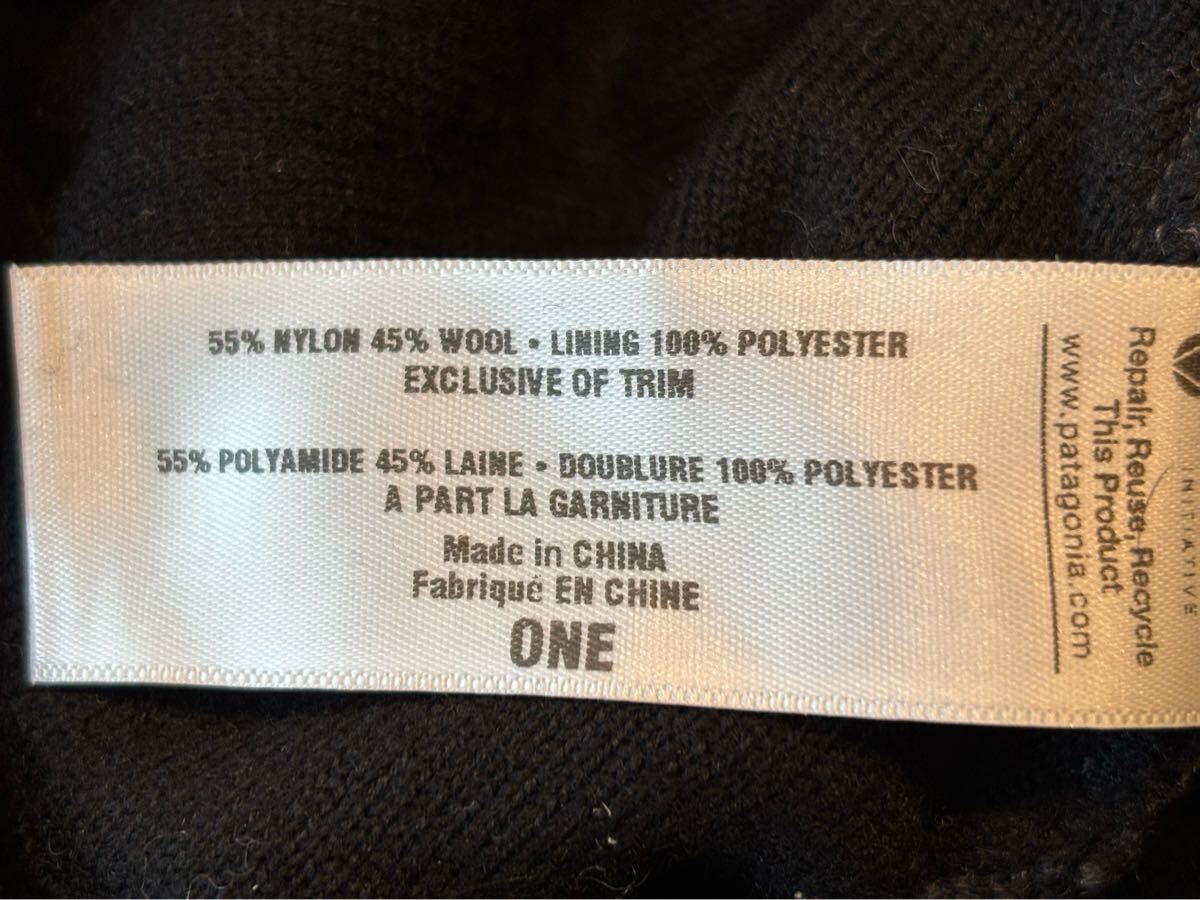 55% NYLON 45% WOOL • LINING 100% POLYESTER
EXCLUSIVE OF TRIM
55% POLYAMIDE 45% LAINE • DOUBLURE 100% POLYESTER
A PART LA GARNITURE
Made in CHINA
Fabriqué EN CHINE
ONE
Repair, Reuse, Recycle
This Product
www.patagonia.com